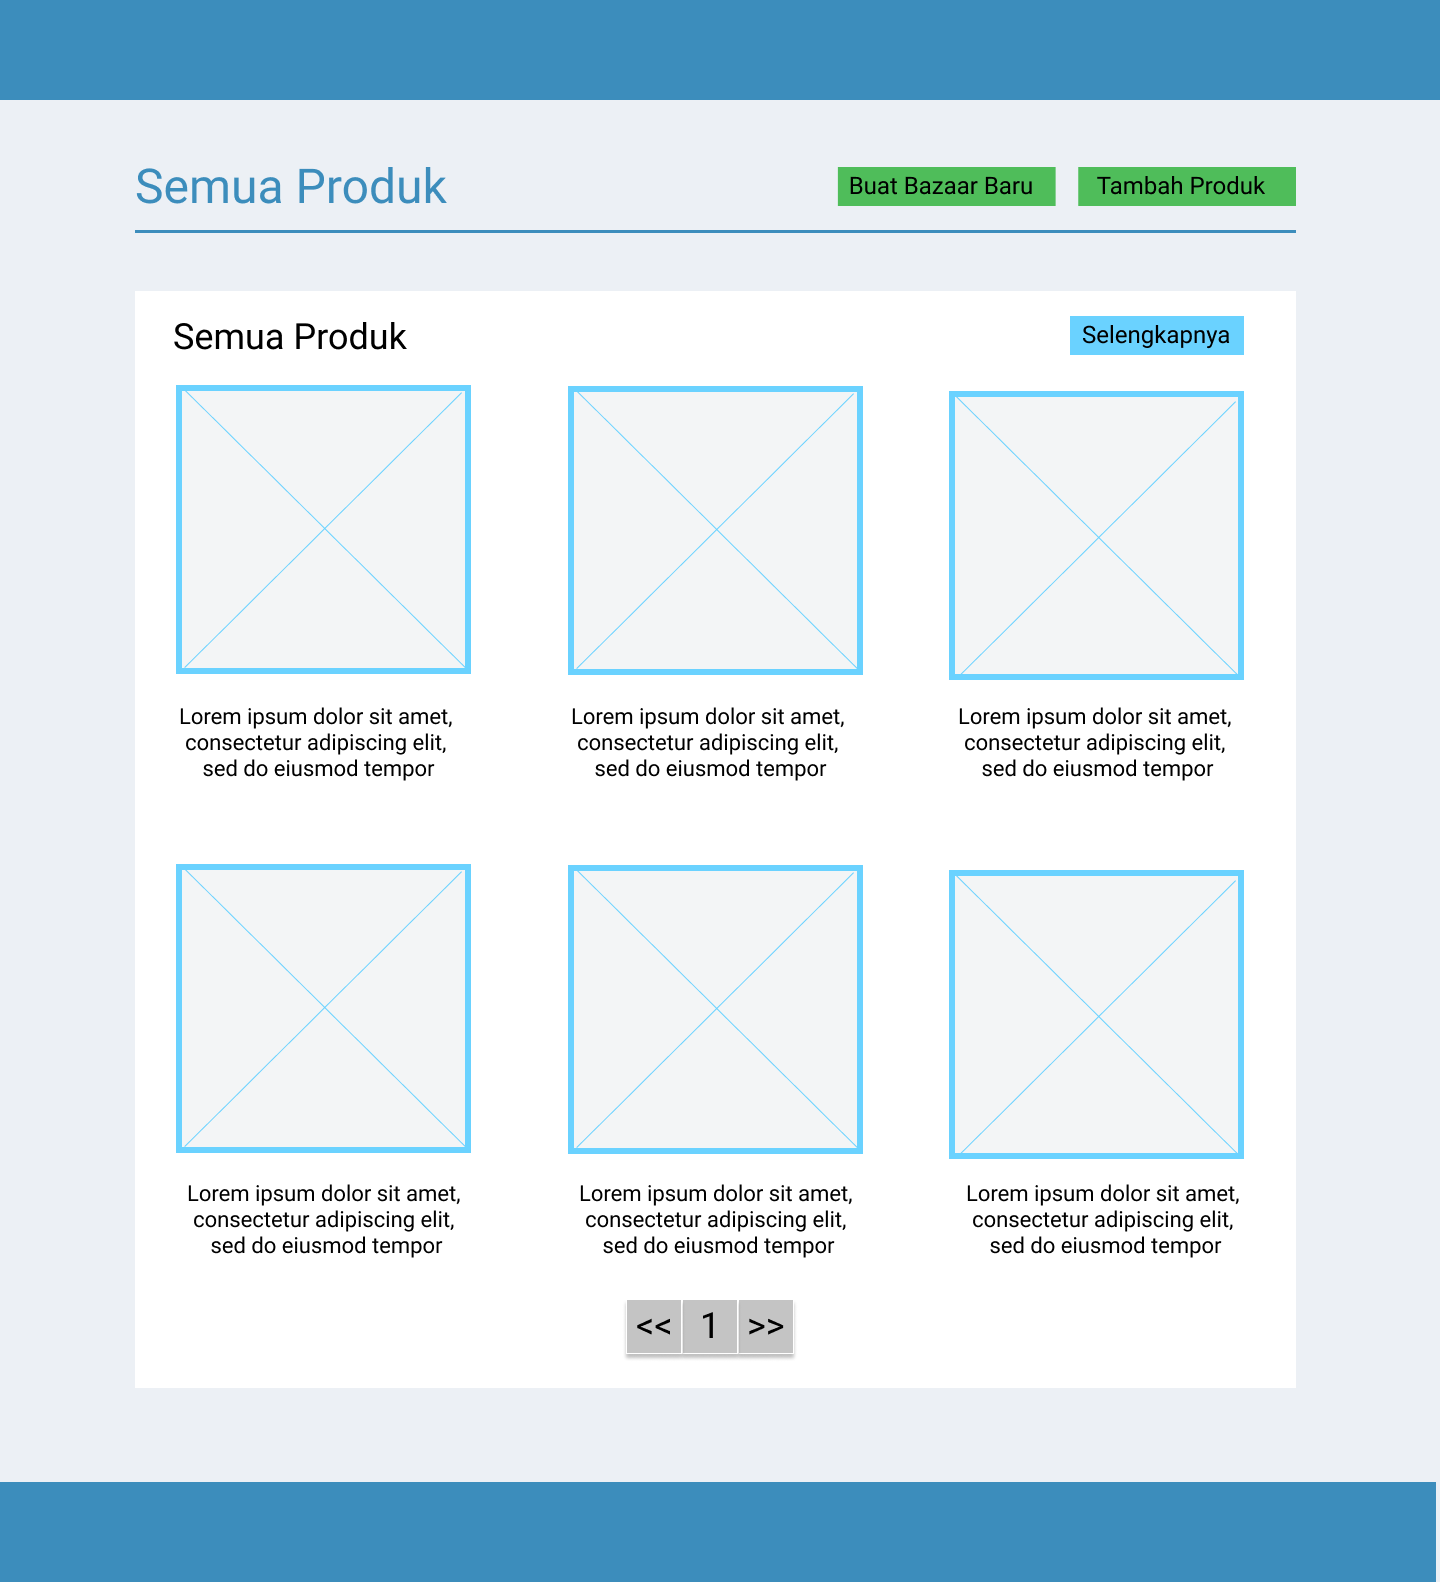 Semua Produk
Buat Bazaar Baru
Tambah Produk
Semua Produk
Selengkapnya
Lorem ipsum dolor sit amet,
consectetur adipiscing elit,
sed do eiusmod tempor
Lorem ipsum dolor sit amet,
consectetur adipiscing elit,
sed do eiusmod tempor
Lorem ipsum dolor sit amet,
consectetur adipiscing elit,
sed do eiusmod tempor
Lorem ipsum dolor sit amet,
consectetur adipiscing elit,
sed do eiusmod tempor
Lorem ipsum dolor sit amet,
consectetur adipiscing elit,
sed do eiusmod tempor
Lorem ipsum dolor sit amet,
consectetur adipiscing elit,
sed do eiusmod tempor
<< 1 >>